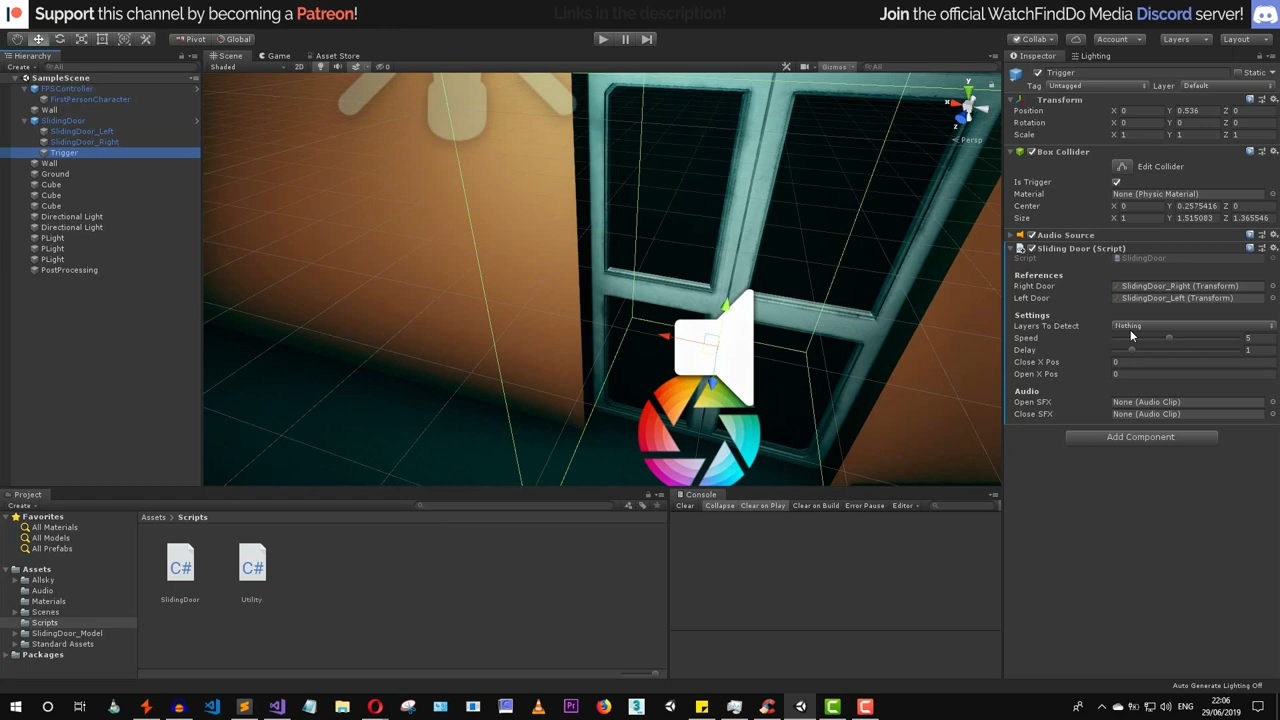 Support this channel by becoming a Patreon!
Links in the description!
Join the official WatchFindDo Media Discord server!
Pivot Global
Collab Account Layers Layout
Hierarchy
Scene Game Asset Store
Inspector Lighting
Create All
Shaded 2D 0 Gizmos All
Trigger Static
Tag Untagged Layer Default
SampleScene
FPSController
FirstPersonCharacter
Wall
SlidingDoor
SlidingDoor_Left
SlidingDoor_Right
Trigger
Wall
Ground
Cube
Cube
Cube
Directional Light
Directional Light
PLight
PLight
PLight
PostProcessing
y
x
z
Persp
Transform
Position X 0 Y 0.536 Z 0
Rotation X 0 Y 0 Z 0
Scale X 1 Y 1 Z 1
Box Collider
Edit Collider
Is Trigger
Material None (Physic Material)
Center X 0 Y 0.2575416 Z 0
Size X 1 Y 1.515083 Z 1.365546
Audio Source
Sliding Door (Script)
Script SlidingDoor
References
Right Door SlidingDoor_Right (Transform)
Left Door SlidingDoor_Left (Transform)
Settings
Layers To Detect Nothing
Speed 5
Delay 1
Close X Pos 0
Open X Pos 0
Audio
Open SFX None (Audio Clip)
Close SFX None (Audio Clip)
Add Component
Project
Create
Favorites
All Materials
All Models
All Prefabs
Assets
Allsky
Audio
Materials
Scenes
Scripts
SlidingDoor_Model
Standard Assets
Packages
Assets Scripts
C#
C#
SlidingDoor
Utility
Console
Clear Collapse Clear on Play Clear on Build Error Pause Editor
Auto Generate Lighting Off
ENG
22:06
29/06/2019